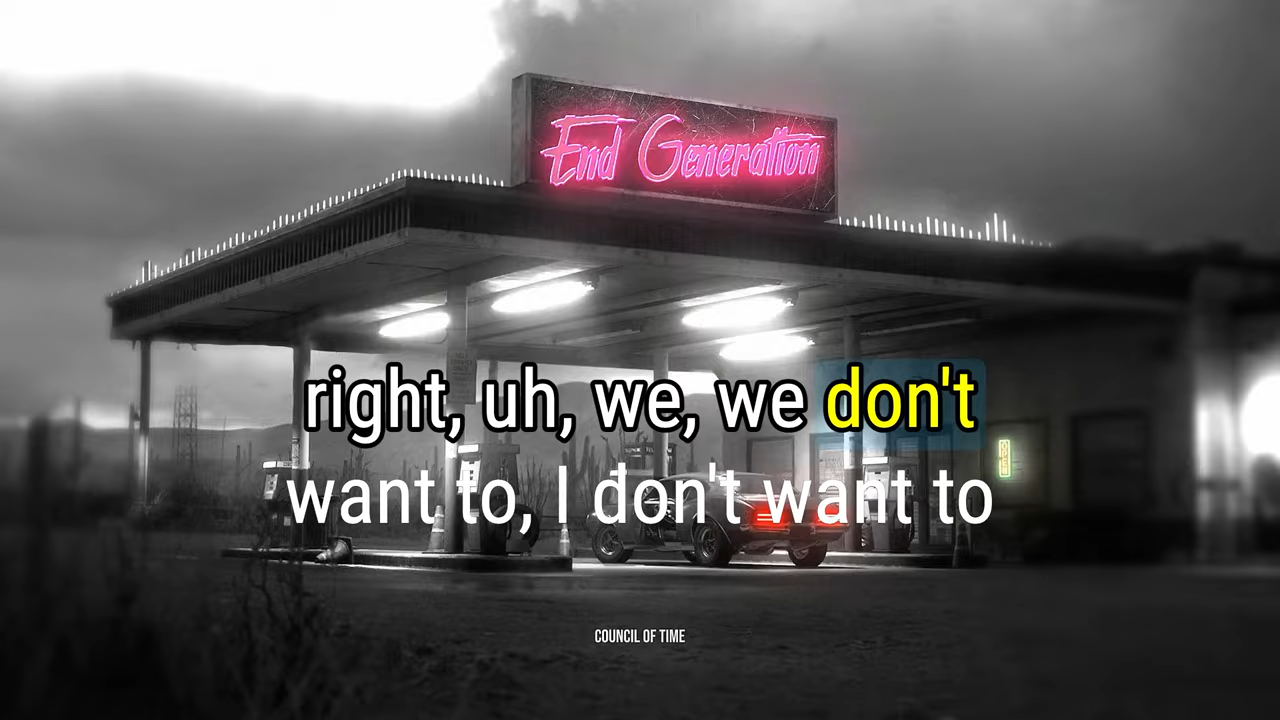 End Generation
right, uh, we, we don't
want to, I don't want to
COUNCIL OF TIME